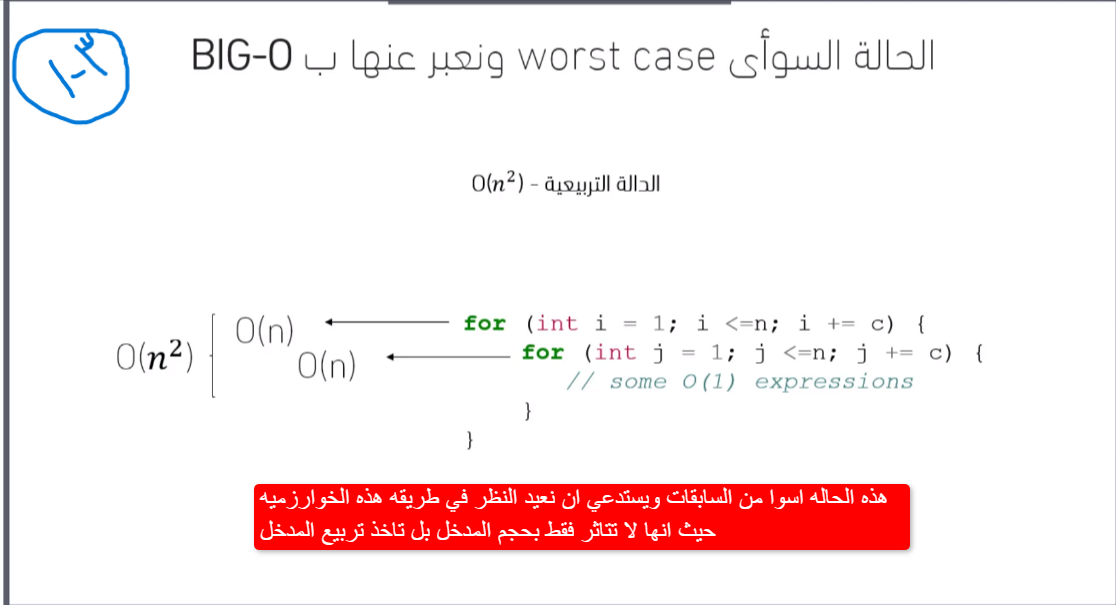 ١-٣
الحالة السوأى worst case ونعبر عنها ب BIG-O
الدالة التربيعية - O(n²)
for (int i = 1; i <=n; i += c) {
for (int j = 1; j <=n; j += c) {
// some O(1) expressions
}
}
O(n)
O(n)
O(n²)
هذه الحاله اسوا من السابقات ويستدعي ان نعيد النظر في طريقه هذه الخوارزميه
حيث انها لا تتاثر فقط بحجم المدخل بل تاخذ تربيع المدخل